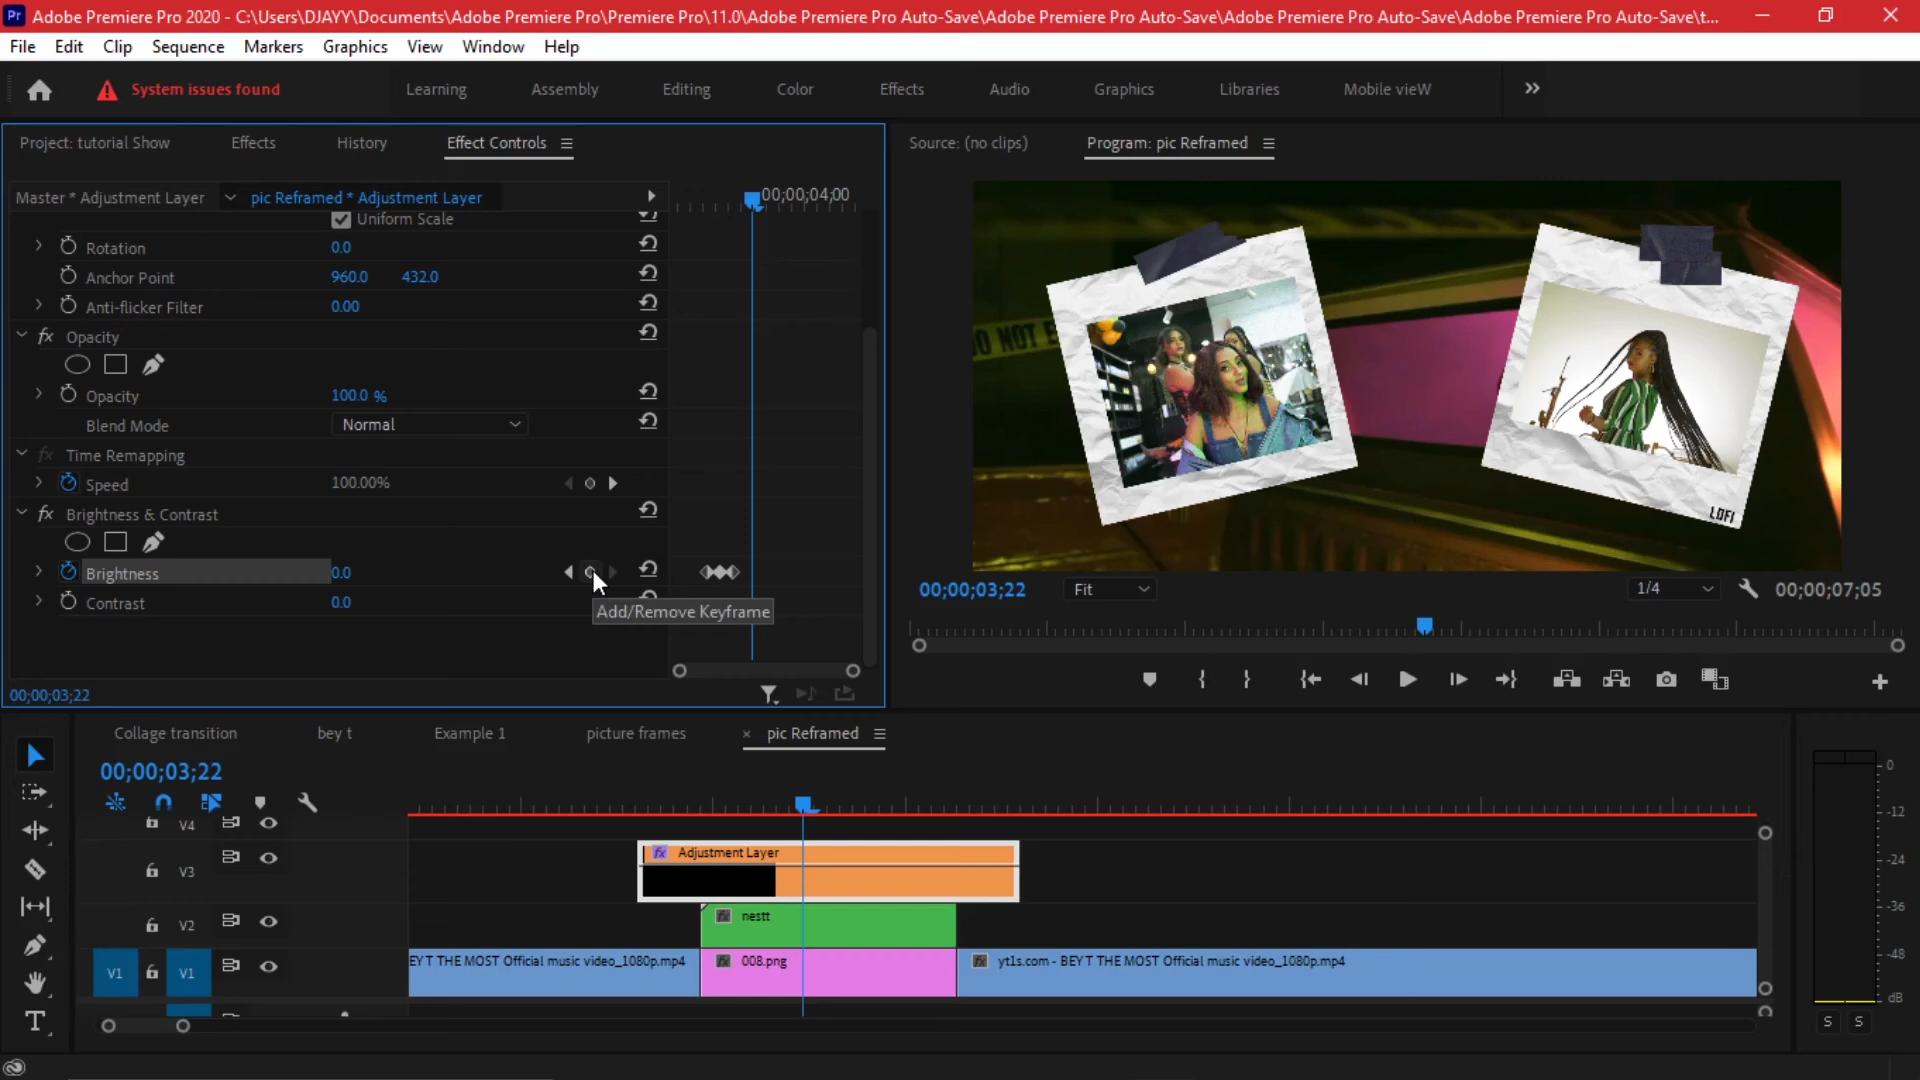 Adobe Premiere Pro 2020 - C:\Users\DJAYY\Documents\Adobe Premiere Pro\Premiere Pro\11.0\Adobe Premiere Pro Auto-Save\Adobe Premiere Pro Auto-Save\Adobe Premiere Pro Auto-Save\Adobe Premiere Pro Auto-Save\t...
File Edit Clip Sequence Markers Graphics View Window Help
System issues found Learning Assembly Editing Color Effects Audio Graphics Libraries Mobile vieW
Project: tutorial Show Effects History Effect Controls
Source: (no clips) Program: pic Reframed
Master * Adjustment Layer pic Reframed * Adjustment Layer 00;00;04;00
Uniform Scale
Rotation 0.0
Anchor Point 960.0 432.0
Anti-flicker Filter 0.00
fx Opacity
Opacity 100.0 %
Blend Mode Normal
fx Time Remapping
Speed 100.00%
fx Brightness & Contrast
Brightness 0.0
Contrast 0.0
Add/Remove Keyframe
00;00;03;22
LOFI
00;00;03;22 Fit 1/4 00;00;07;05
Collage transition bey t Example 1 picture frames × pic Reframed
00;00;03;22
V4
V3 fx Adjustment Layer
V2 fx nestt
V1 V1 EY T THE MOST Official music video_1080p.mp4 fx 008.png fx yt1s.com - BEY T THE MOST Official music video_1080p.mp4
0
-12
-24
-36
-48
dB
S S